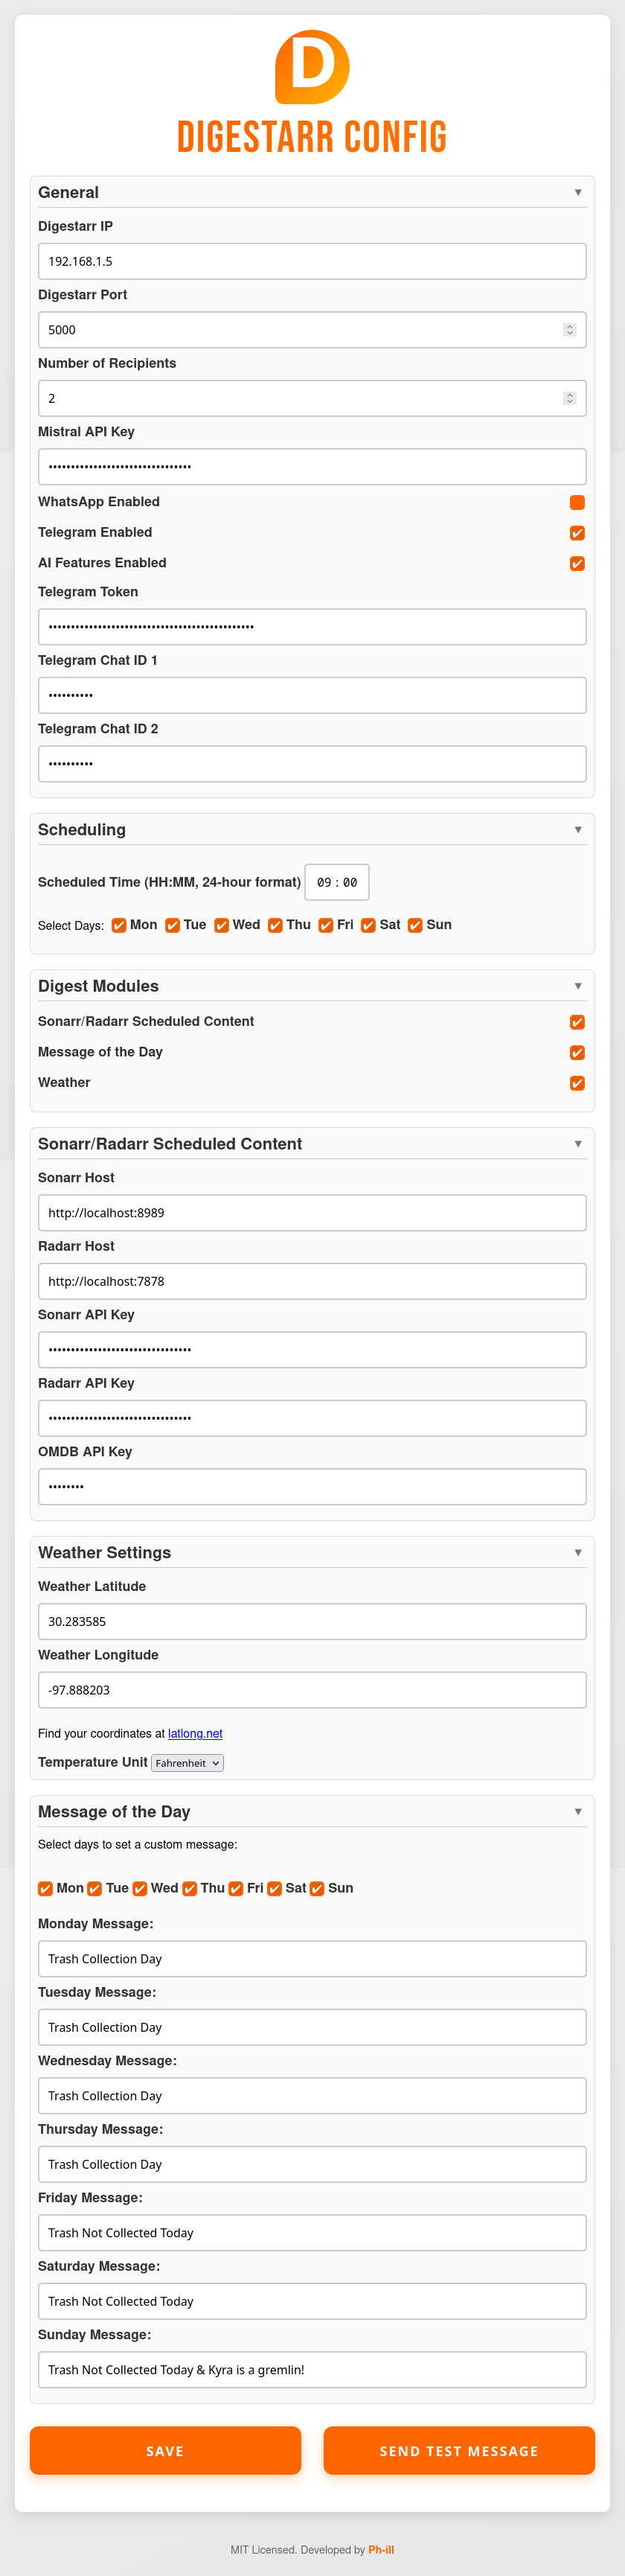 D
DIGESTARR CONFIG
General ▼
Digestarr IP
192.168.1.5
Digestarr Port
5000
Number of Recipients
2
Mistral API Key
••••••••••••••••••••••••••••••••
WhatsApp Enabled
Telegram Enabled
AI Features Enabled
Telegram Token
••••••••••••••••••••••••••••••••••••••••••••••
Telegram Chat ID 1
••••••••••
Telegram Chat ID 2
••••••••••
Scheduling ▼
Scheduled Time (HH:MM, 24-hour format) 09 : 00
Select Days: Mon Tue Wed Thu Fri Sat Sun
Digest Modules ▼
Sonarr/Radarr Scheduled Content
Message of the Day
Weather
Sonarr/Radarr Scheduled Content ▼
Sonarr Host
http://localhost:8989
Radarr Host
http://localhost:7878
Sonarr API Key
••••••••••••••••••••••••••••••••
Radarr API Key
••••••••••••••••••••••••••••••••
OMDB API Key
••••••••
Weather Settings ▼
Weather Latitude
30.283585
Weather Longitude
-97.888203
Find your coordinates at latlong.net
Temperature Unit Fahrenheit
Message of the Day ▼
Select days to set a custom message:
Mon Tue Wed Thu Fri Sat Sun
Monday Message:
Trash Collection Day
Tuesday Message:
Trash Collection Day
Wednesday Message:
Trash Collection Day
Thursday Message:
Trash Collection Day
Friday Message:
Trash Not Collected Today
Saturday Message:
Trash Not Collected Today
Sunday Message:
Trash Not Collected Today & Kyra is a gremlin!
SAVE SEND TEST MESSAGE
MIT Licensed. Developed by Ph-ill